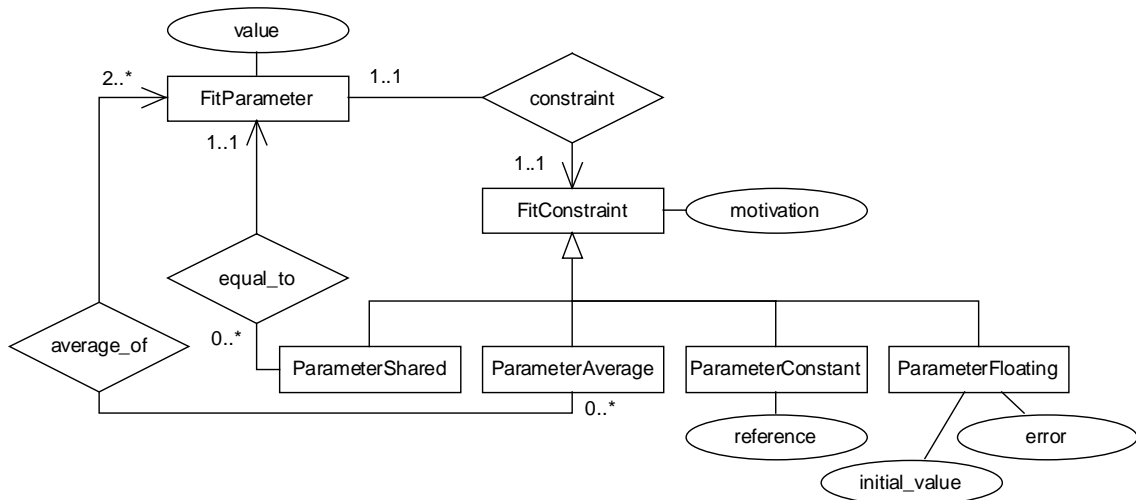 value
2..*
1..1
FitParameter
constraint
1..1
1..1
FitConstraint
motivation
equal_to
0..*
average_of
ParameterShared
ParameterAverage
ParameterConstant
ParameterFloating
0..*
reference
error
initial_value